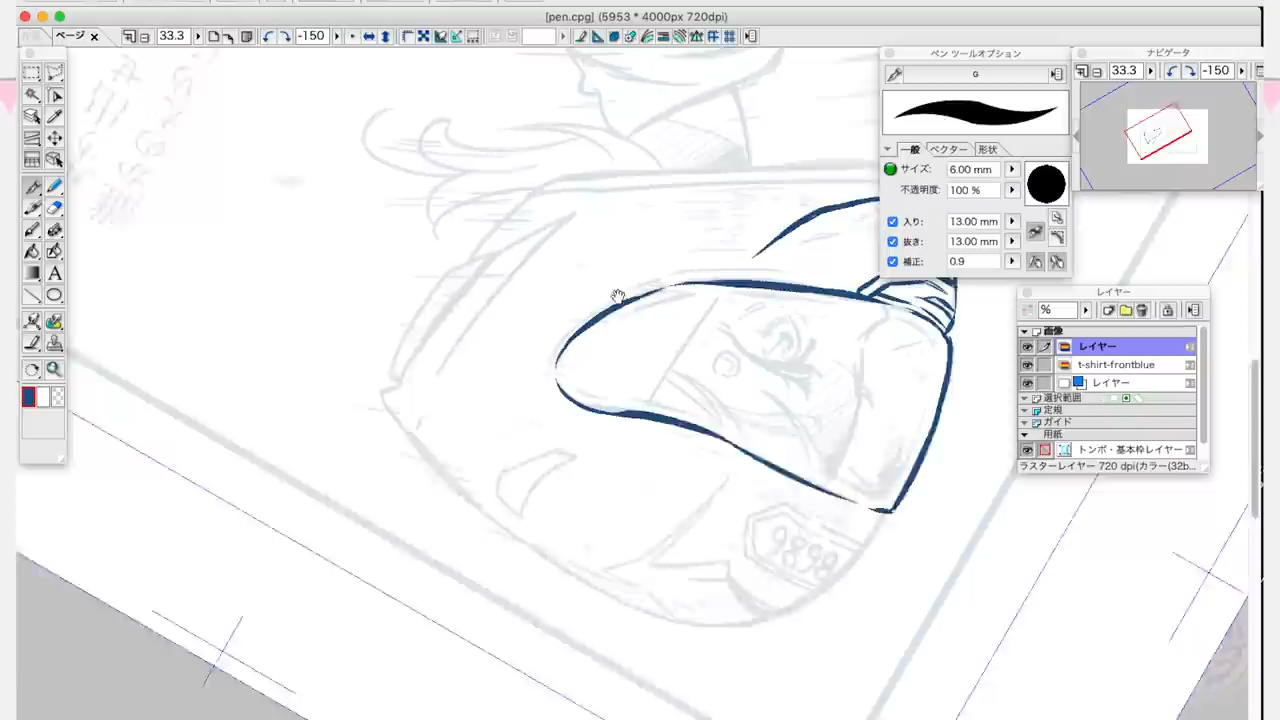 [pen.cpg] (5953 * 4000px 720dpi)
ページ
33.3
-150
ペン ツールオプション
G
一般
ベクター
形状
サイズ: 6.00 mm
不透明度: 100 %
入り: 13.00 mm
抜き: 13.00 mm
補正: 0.9
ナビゲータ
33.3
-150
レイヤー
%
画像
レイヤー
t-shirt-frontblue
レイヤー
選択範囲
定規
ガイド
用紙
トンボ・基本枠レイヤー
ラスターレイヤー 720 dpi(カラー(32b...
A
9898